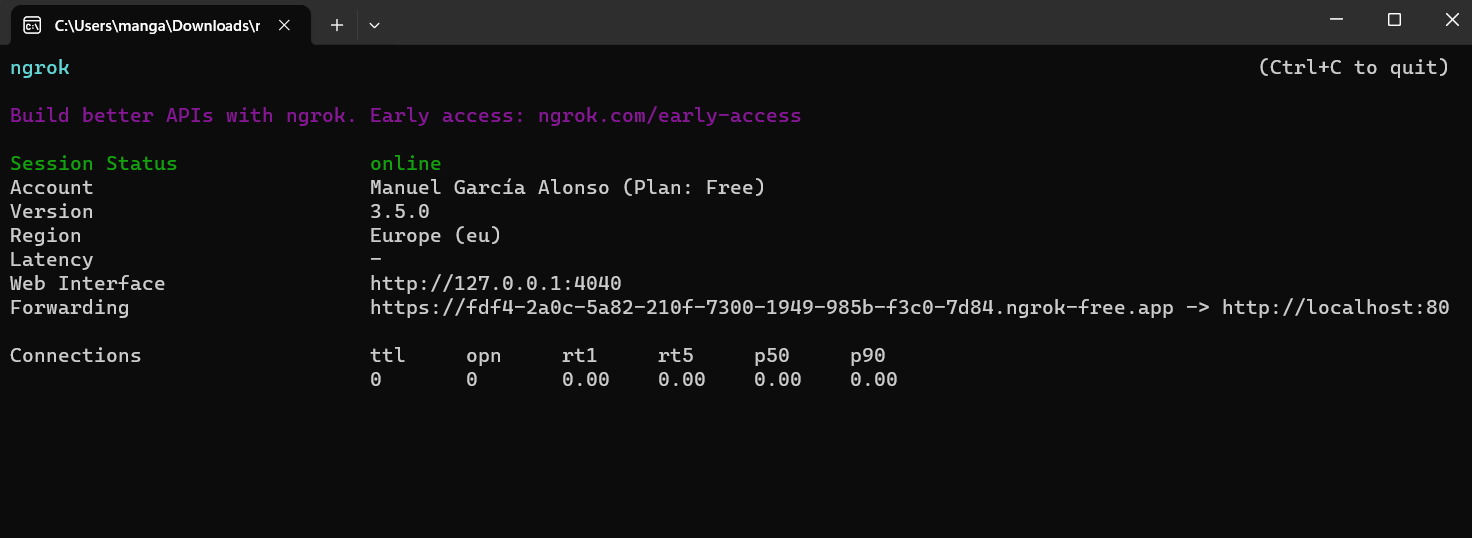 C:\Users\manga\Downloads\r
ngrok (Ctrl+C to quit)
Build better APIs with ngrok. Early access: ngrok.com/early-access
Session Status online
Account Manuel García Alonso (Plan: Free)
Version 3.5.0
Region Europe (eu)
Latency -
Web Interface http://127.0.0.1:4040
Forwarding https://fdf4-2a0c-5a82-210f-7300-1949-985b-f3c0-7d84.ngrok-free.app -> http://localhost:80
Connections ttl opn rt1 rt5 p50 p90
0 0 0.00 0.00 0.00 0.00